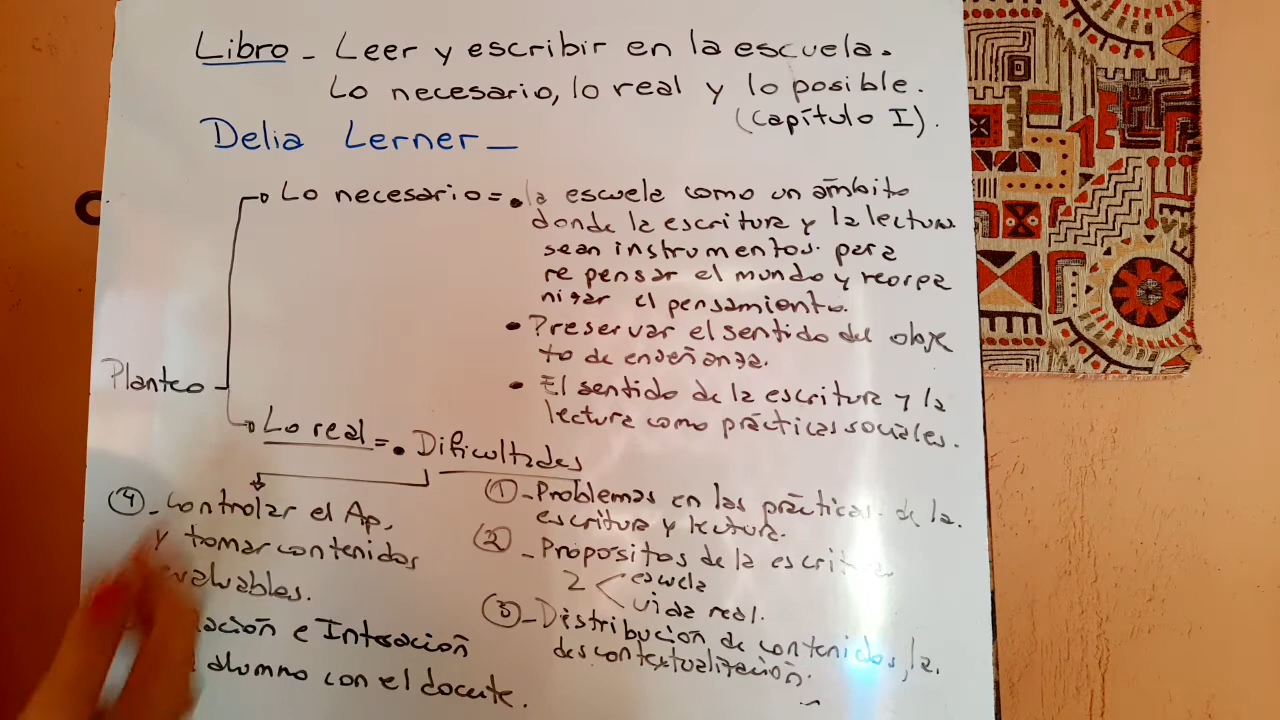 Libro - Leer y escribir en la escuela.
Lo necesario, lo real y lo posible.
(Capítulo I).
Delia Lerner -
Planteo
Lo necesario = • la escuela como un ámbito
donde la escritura y la lectura
sean instrumentos para
repensar el mundo y reorga
nizar el pensamiento.
• Preservar el sentido del obje
to de enseñanza.
• El sentido de la escritura y la
lectura como prácticas sociales.
Lo real = • Dificultades
① - Problemas en las prácticas de la
escritura y lectura.
② - Propositos de la
2 < escuela
vida real.
③ - Distribución de contenidos, la
descontextualización.
④ - Controlar el Ap.
y tomar contenidos
evaluables.
e Interacción
alumno con el docente.